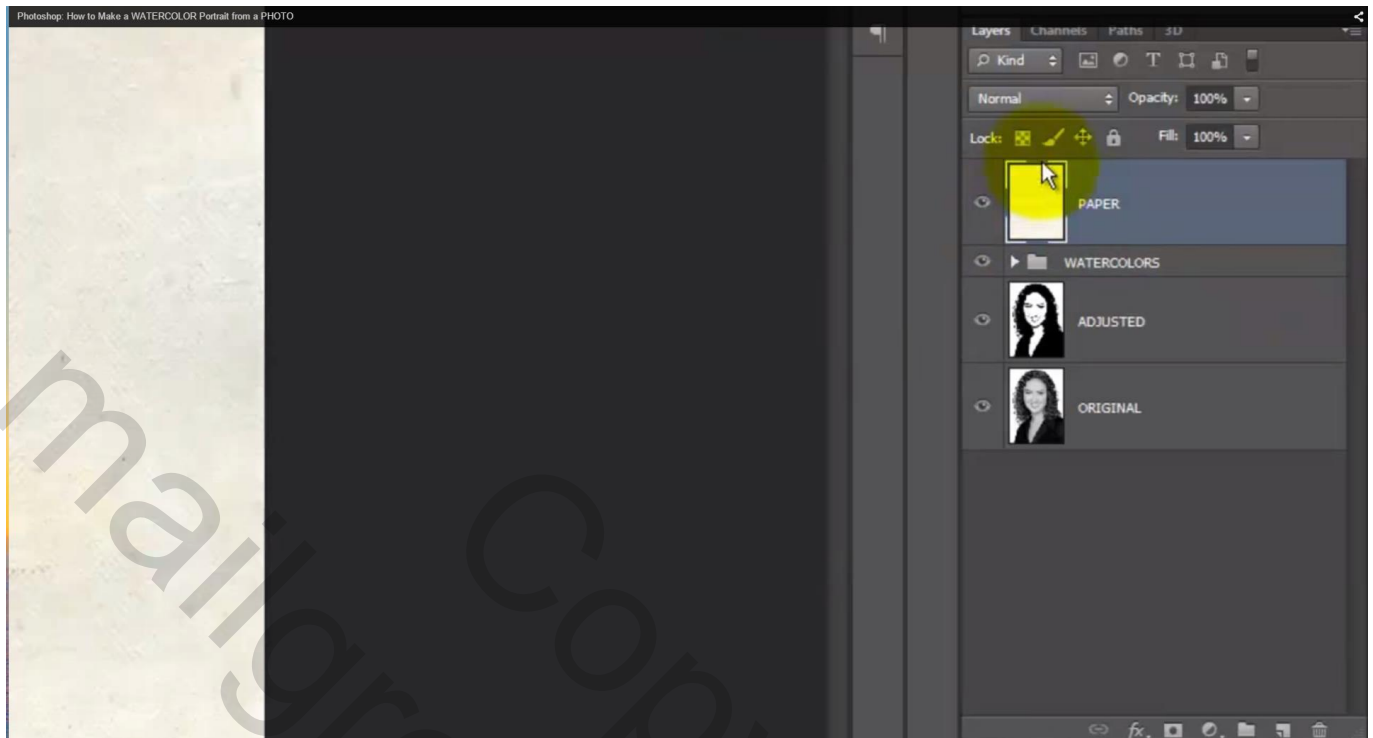 Photoshop: How to Make a WATERCOLOR Portrait from a PHOTO
Layers Channels Paths 3D
Kind
Normal Opacity: 100%
Lock: Fill: 100%
PAPER
WATERCOLORS
ADJUSTED
ORIGINAL
fx.